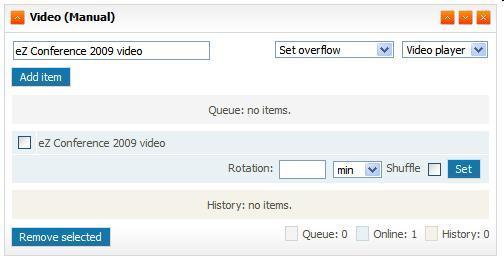 Video (Manual)
eZ Conference 2009 video Set overflow Video player
Add item
Queue: no items.
eZ Conference 2009 video
Rotation: min Shuffle Set
History: no items.
Remove selected Queue: 0 Online: 1 History: 0